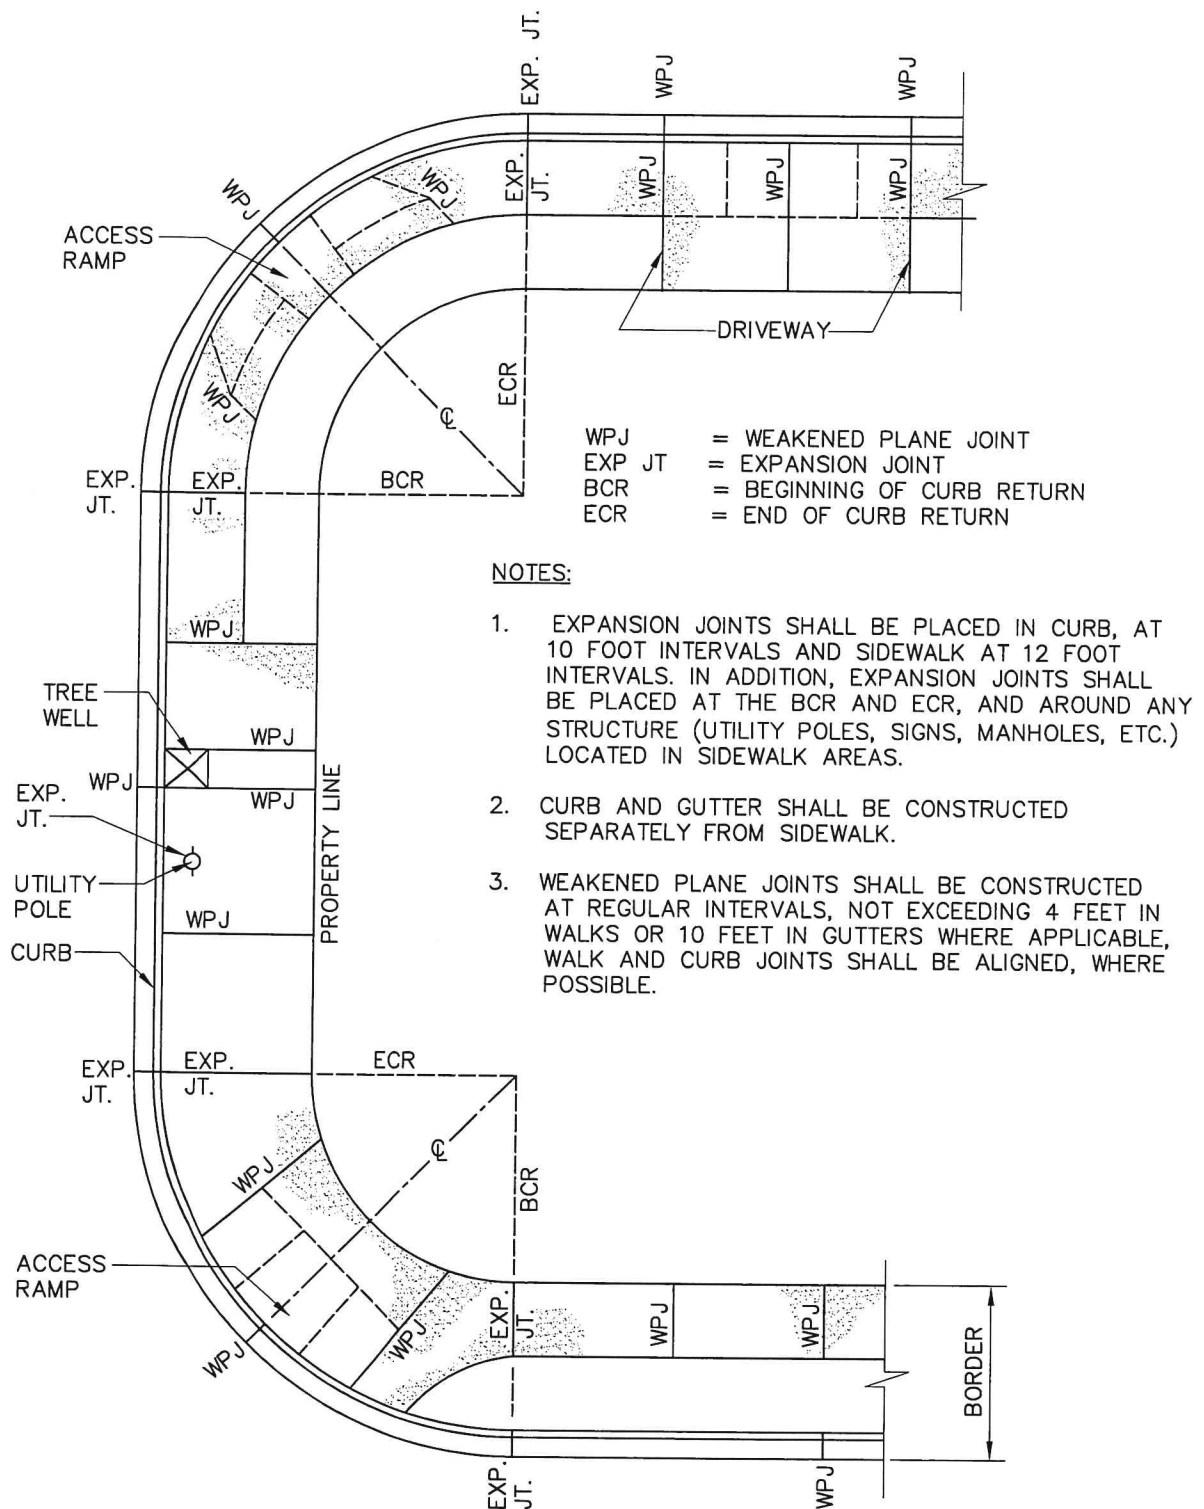 EXP. JT.
WPJ
WPJ
WPJ
ACCESS
RAMP
WPJ
EXP.
JT.
WPJ
WPJ
WPJ
DRIVEWAY
WPJ
ECR
℄
EXP.
JT.
EXP.
JT.
BCR
WPJ = WEAKENED PLANE JOINT
EXP JT = EXPANSION JOINT
BCR = BEGINNING OF CURB RETURN
ECR = END OF CURB RETURN
NOTES:
1. EXPANSION JOINTS SHALL BE PLACED IN CURB, AT
10 FOOT INTERVALS AND SIDEWALK AT 12 FOOT
INTERVALS. IN ADDITION, EXPANSION JOINTS SHALL
BE PLACED AT THE BCR AND ECR, AND AROUND ANY
STRUCTURE (UTILITY POLES, SIGNS, MANHOLES, ETC.)
LOCATED IN SIDEWALK AREAS.
2. CURB AND GUTTER SHALL BE CONSTRUCTED
SEPARATELY FROM SIDEWALK.
3. WEAKENED PLANE JOINTS SHALL BE CONSTRUCTED
AT REGULAR INTERVALS, NOT EXCEEDING 4 FEET IN
WALKS OR 10 FEET IN GUTTERS WHERE APPLICABLE,
WALK AND CURB JOINTS SHALL BE ALIGNED, WHERE
POSSIBLE.
WPJ
TREE
WELL
WPJ
WPJ
WPJ
EXP.
JT.
UTILITY
POLE
PROPERTY LINE
WPJ
CURB
EXP.
JT.
EXP.
JT.
ECR
℄
WPJ
BCR
ACCESS
RAMP
WPJ
WPJ
EXP.
JT.
WPJ
WPJ
BORDER
EXP.
JT.
WPJ